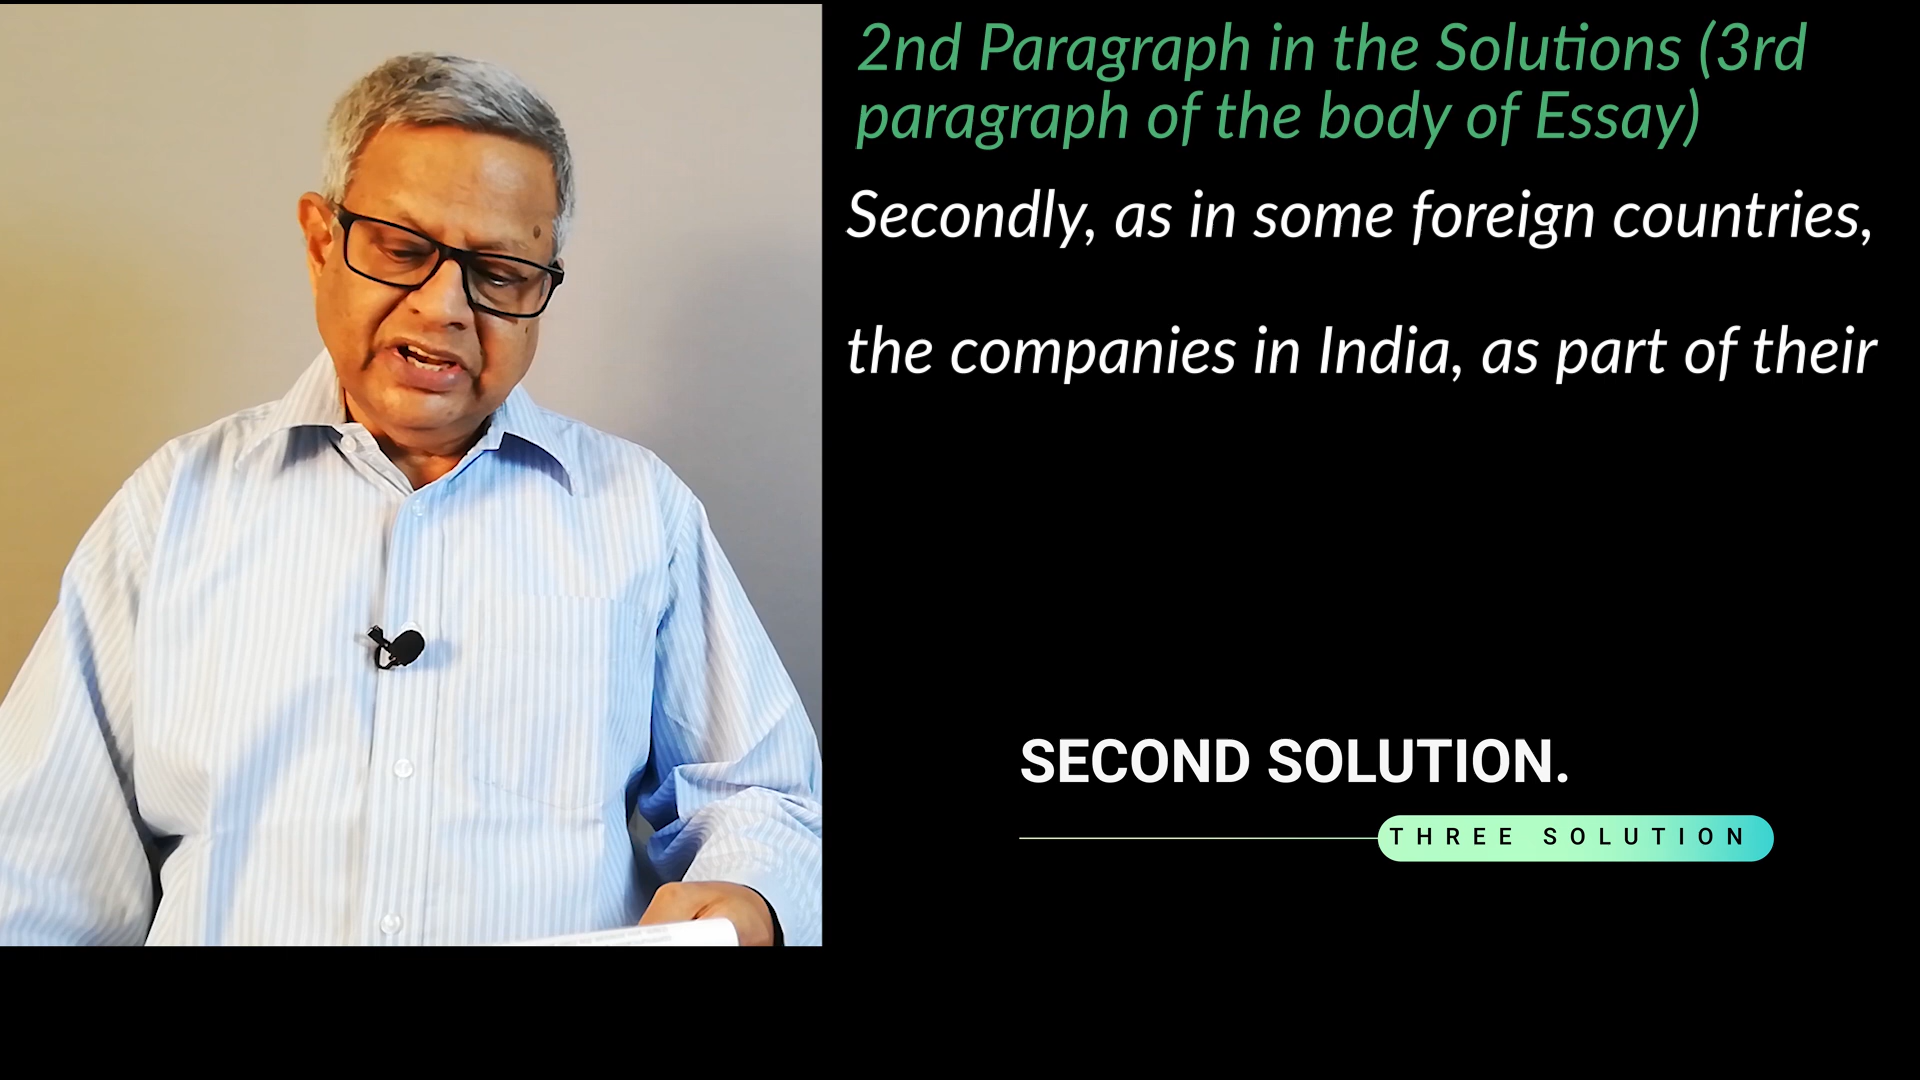 2nd Paragraph in the Solutions (3rd
paragraph of the body of Essay)
Secondly, as in some foreign countries,
the companies in India, as part of their
SECOND SOLUTION.
THREE SOLUTION